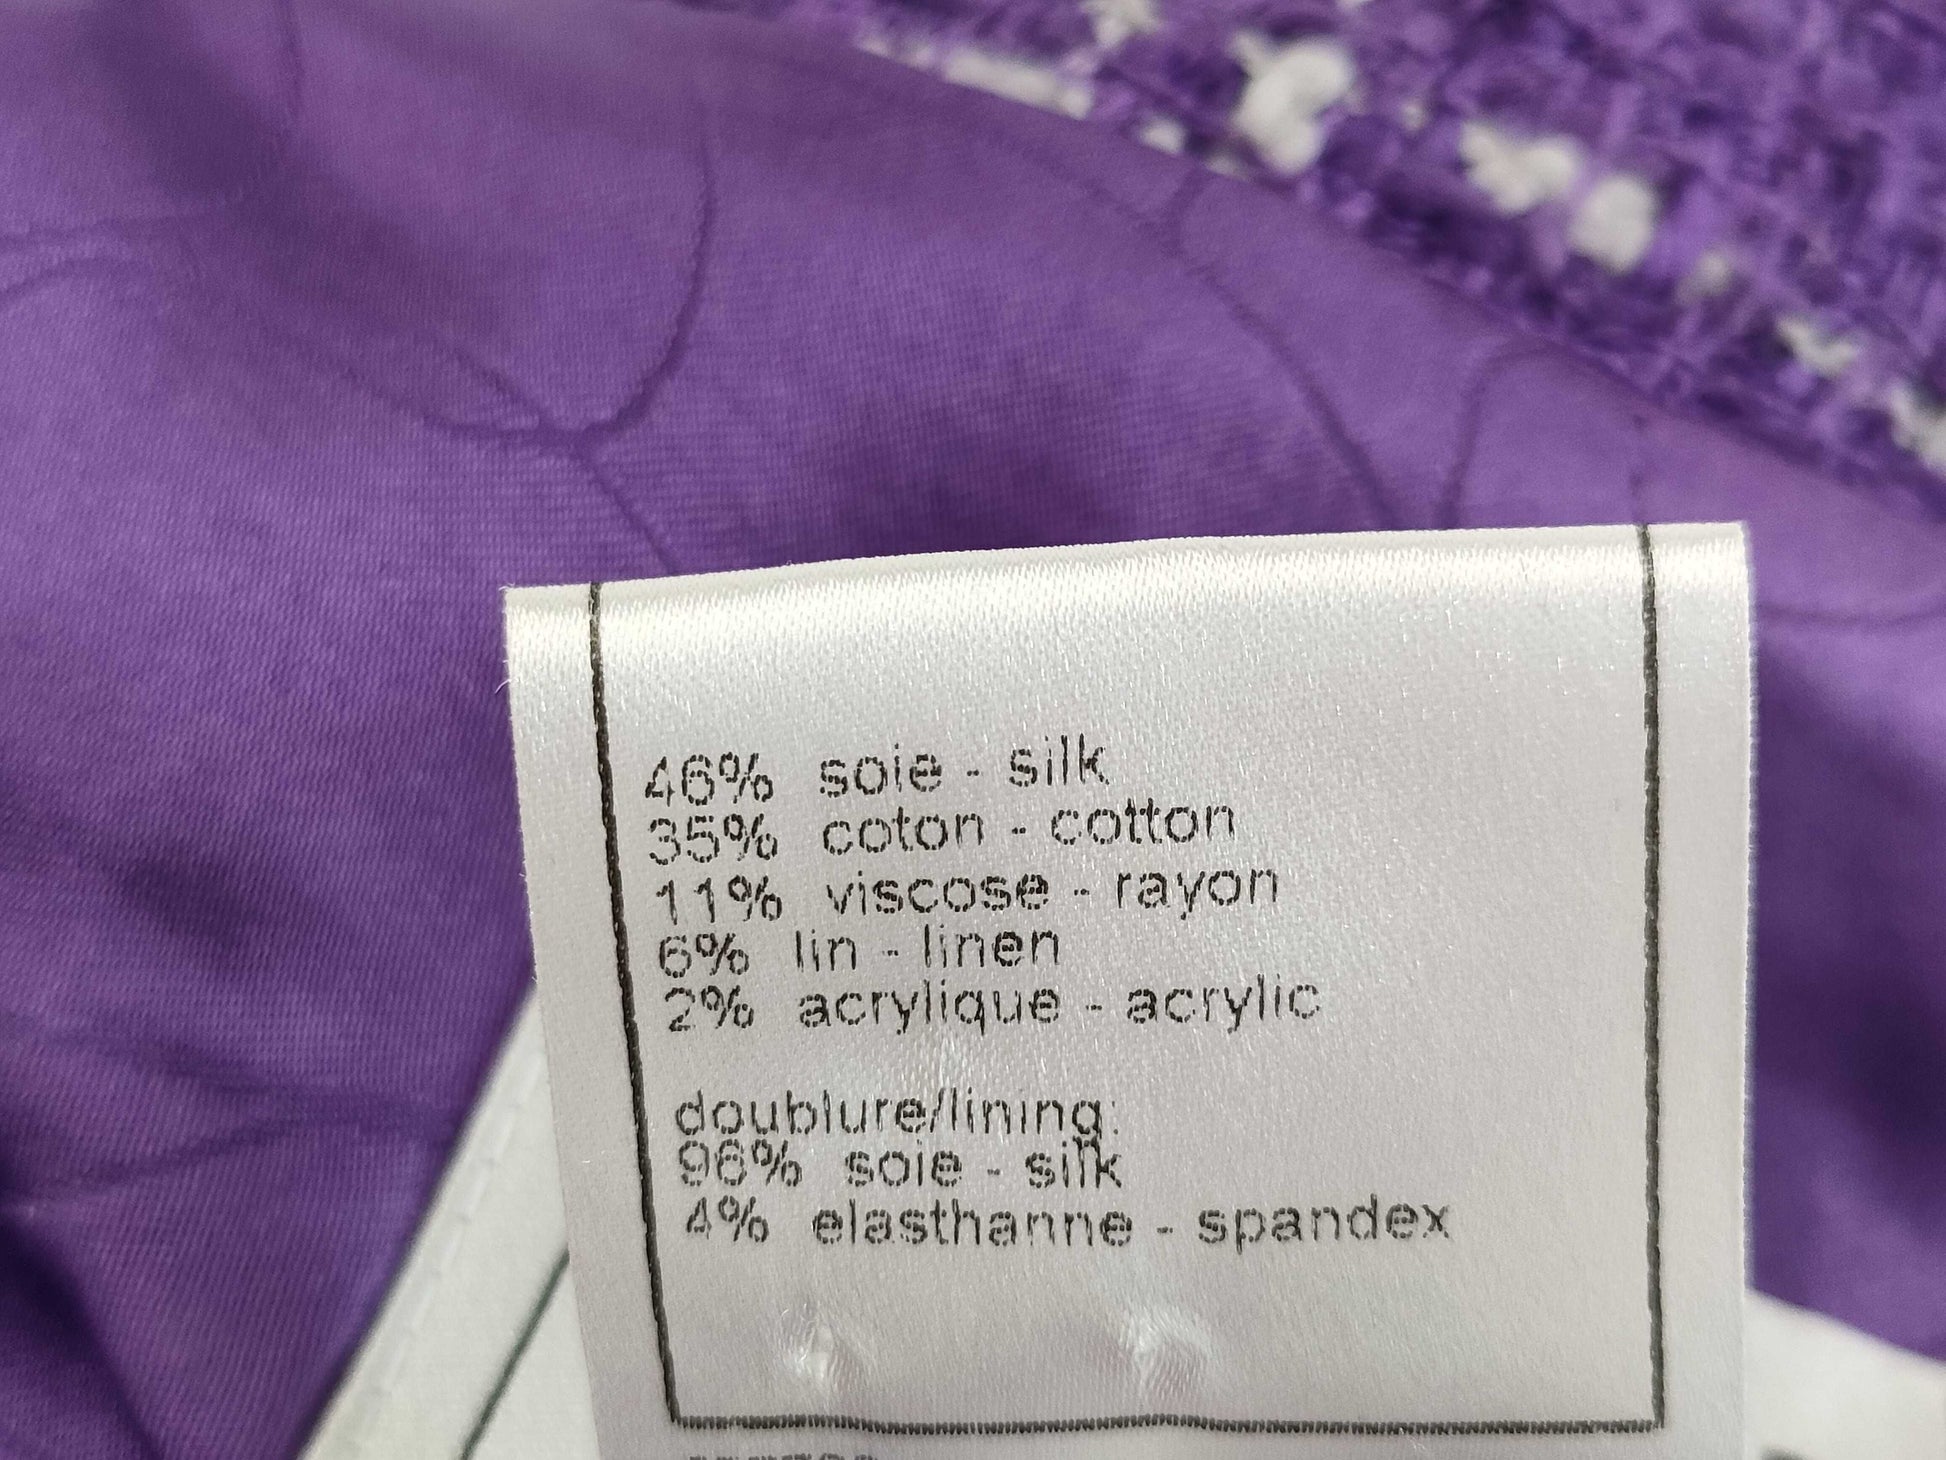 46% soie - silk
35% coton - cotton
11% viscose - rayon
6% lin - linen
2% acrylique - acrylic
doublure/lining:
96% soie - silk
4% elasthanne - spandex